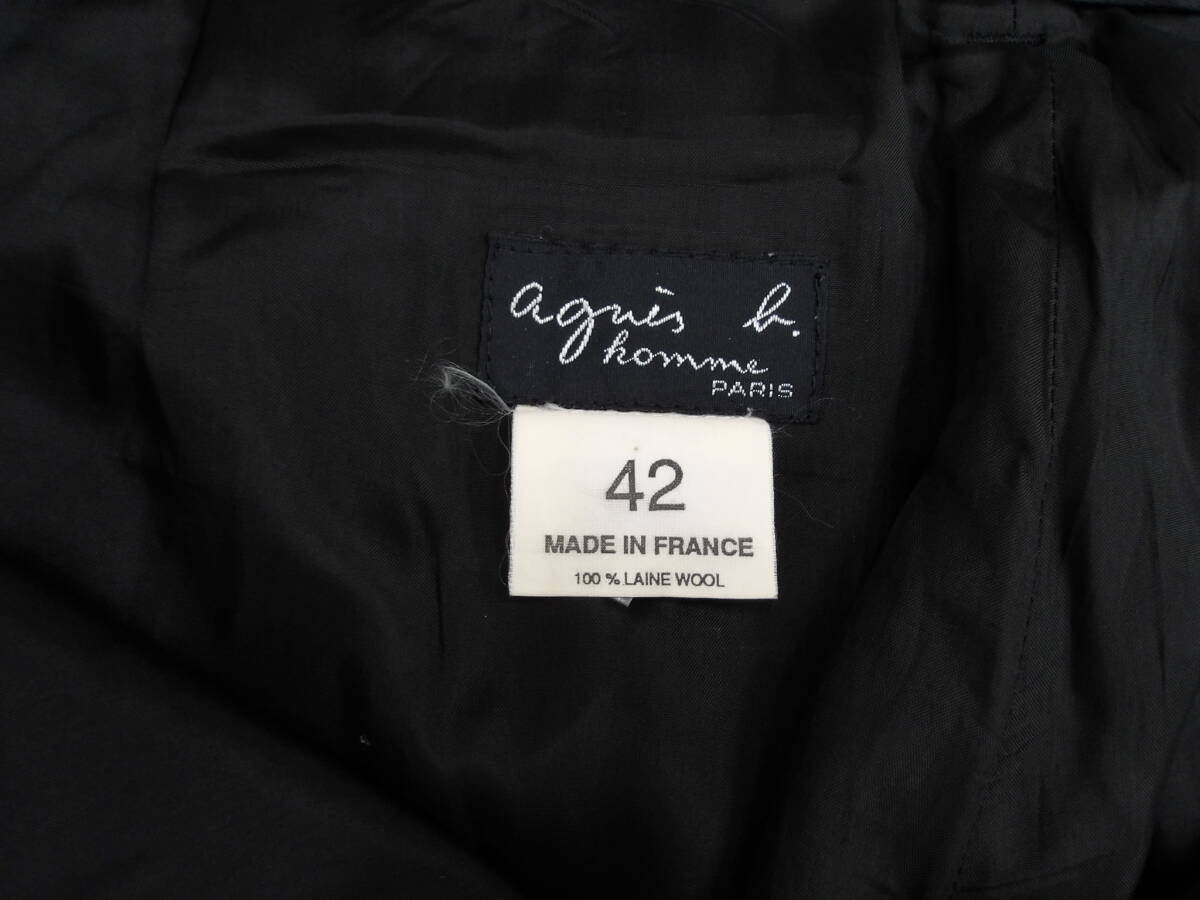 agnès b.
homme
PARIS
42
MADE IN FRANCE
100 % LAINE WOOL